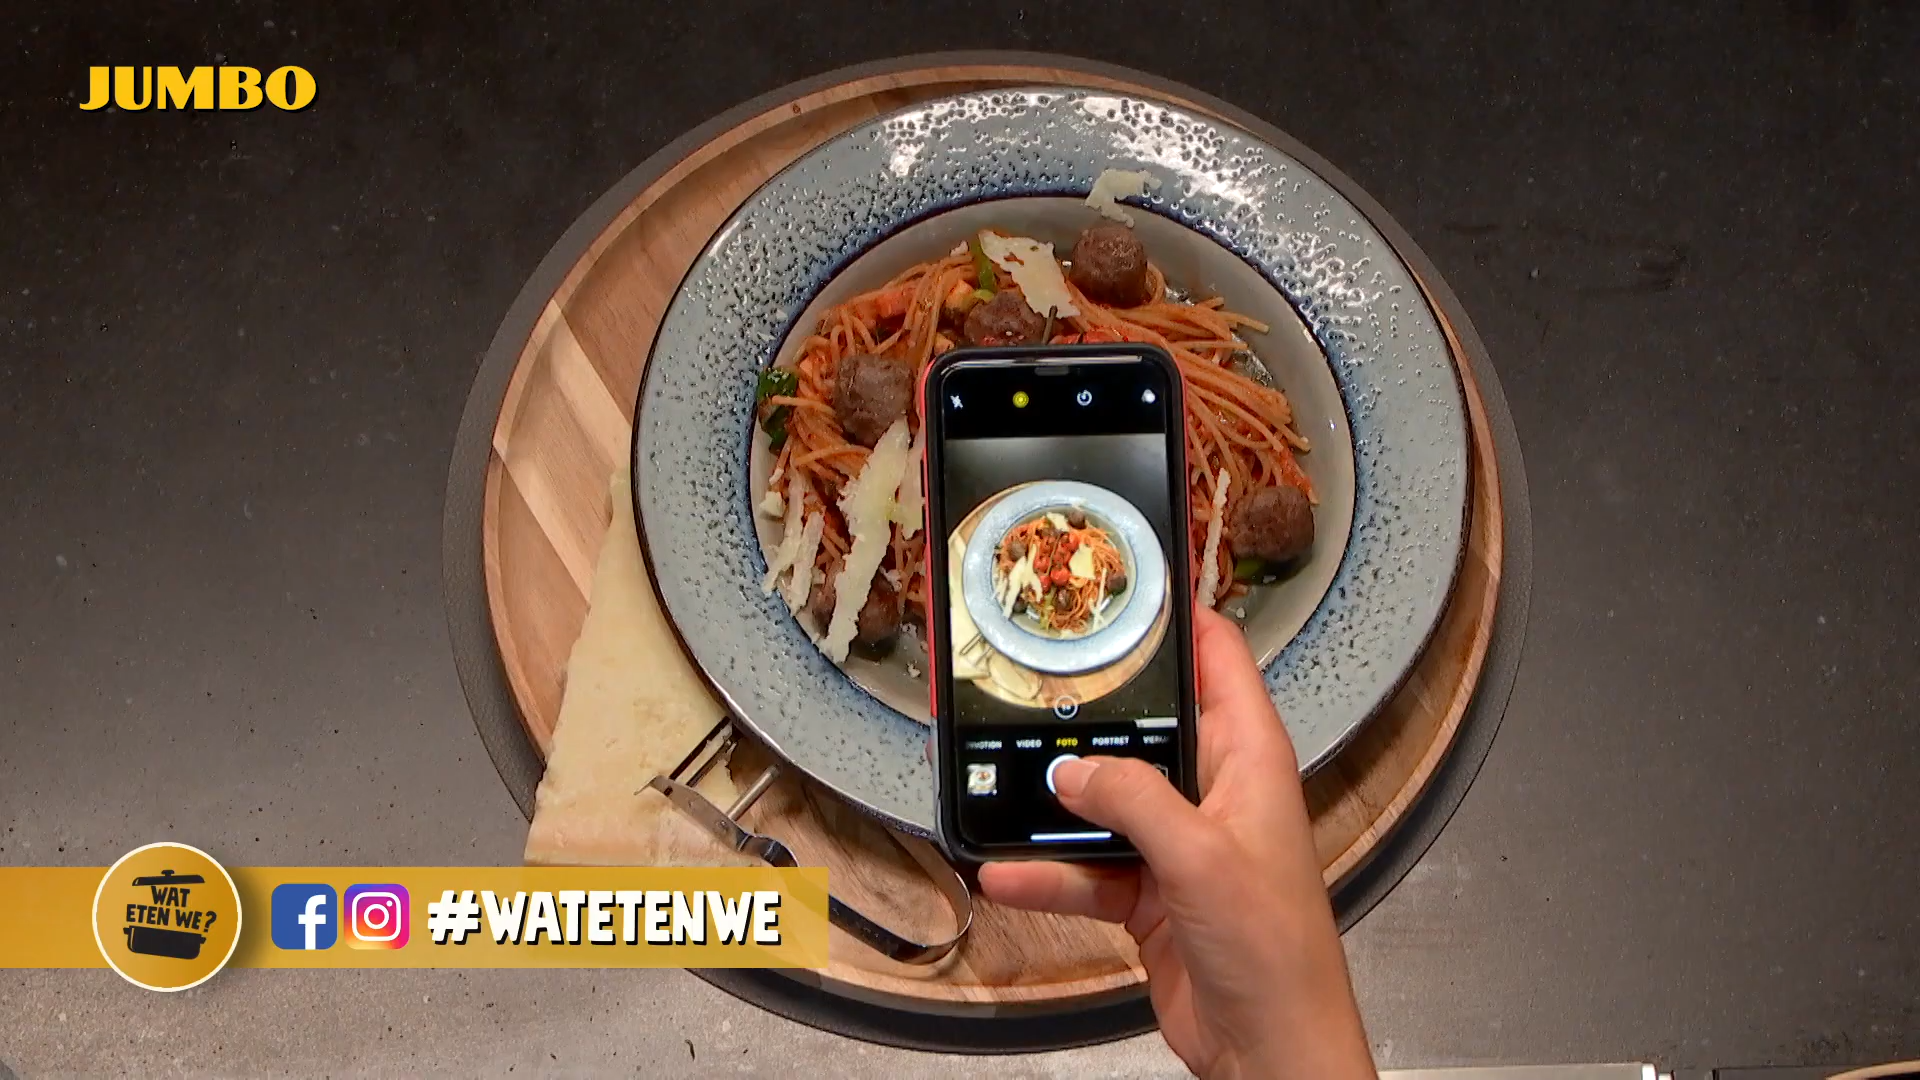 JUMBO
VIDEO FOTO PORTRET
WAT
ETEN WE?
#WATETENWE